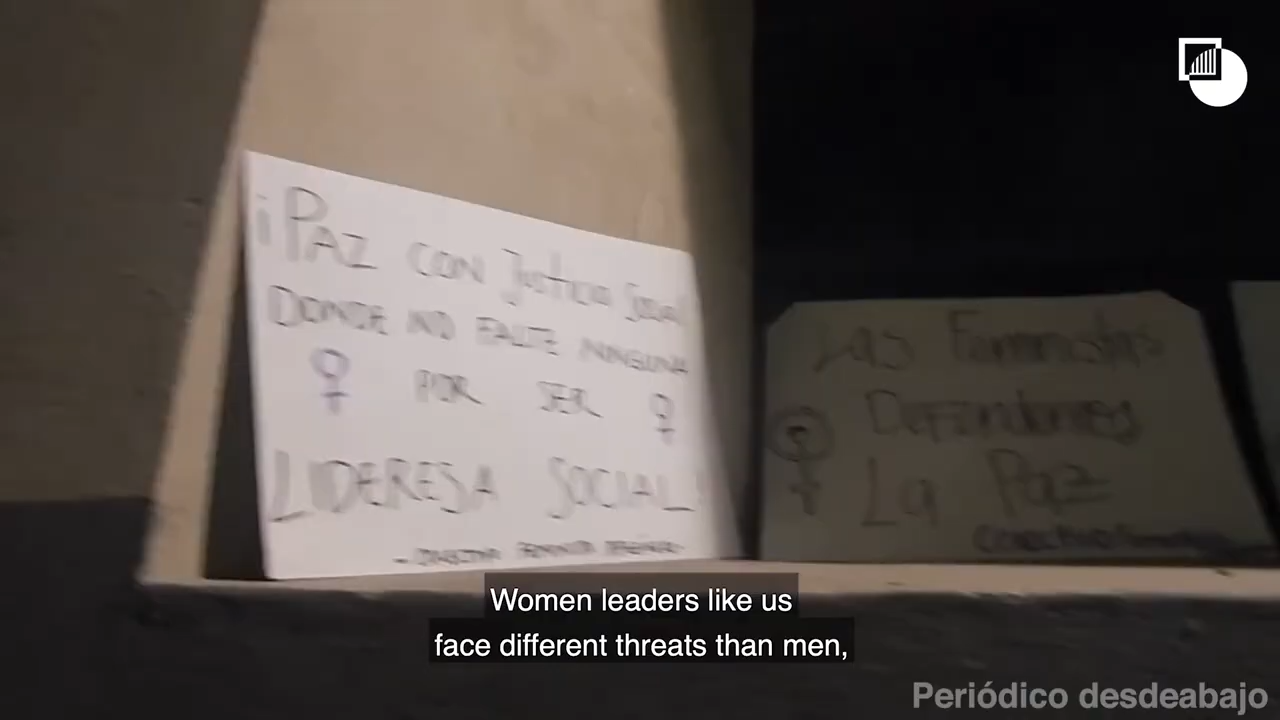 ¡PAZ CON JUSTICIA SOCIAL
DONDE NO FALTE NINGUNA
♀ POR SER ♀
LIDERESA SOCIAL!
Las Feministas
Defendemos
La Paz
Women leaders like us
face different threats than men,
Periódico desdeabajo